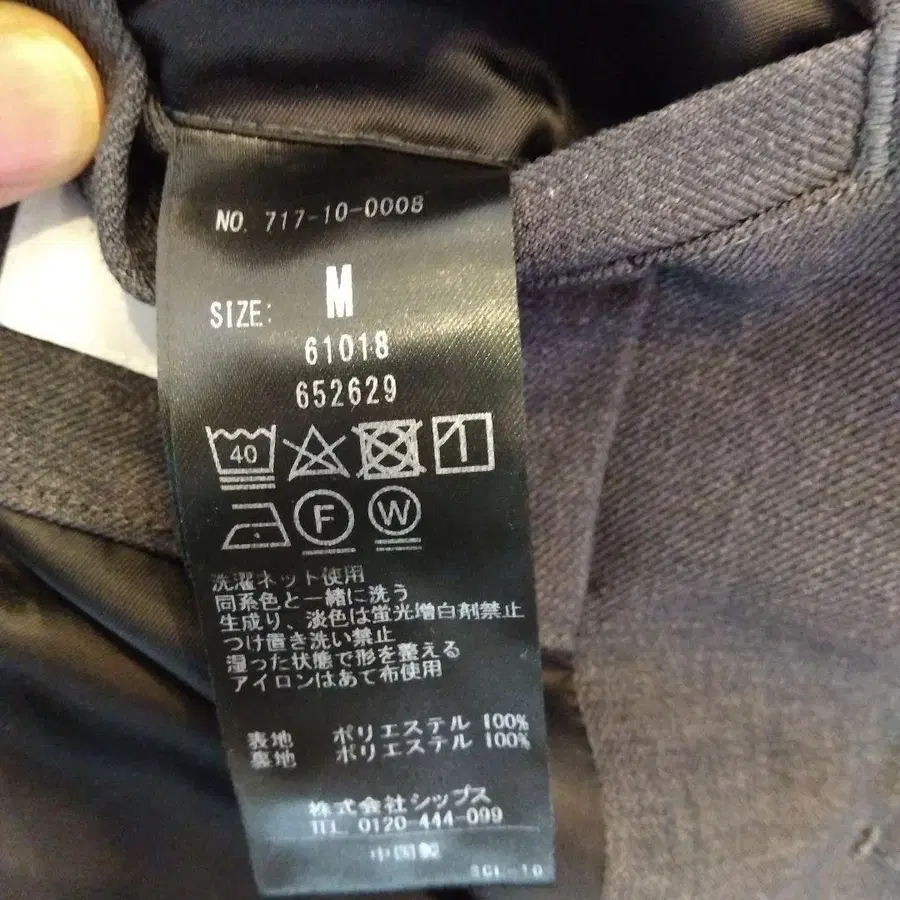 NO. 717-10-0008
SIZE: M
61018
652629
40
F W
洗濯ネット使用
同系色と一緒に洗う
生成り、淡色は蛍光増白剤禁止
つけ置き洗い禁止
湿った状態で形を整える
アイロンはあて布使用
表地 ポリエステル 100%
裏地 ポリエステル 100%
株式会社シップス
TEL 0120-444-099
中国製
SCL-10